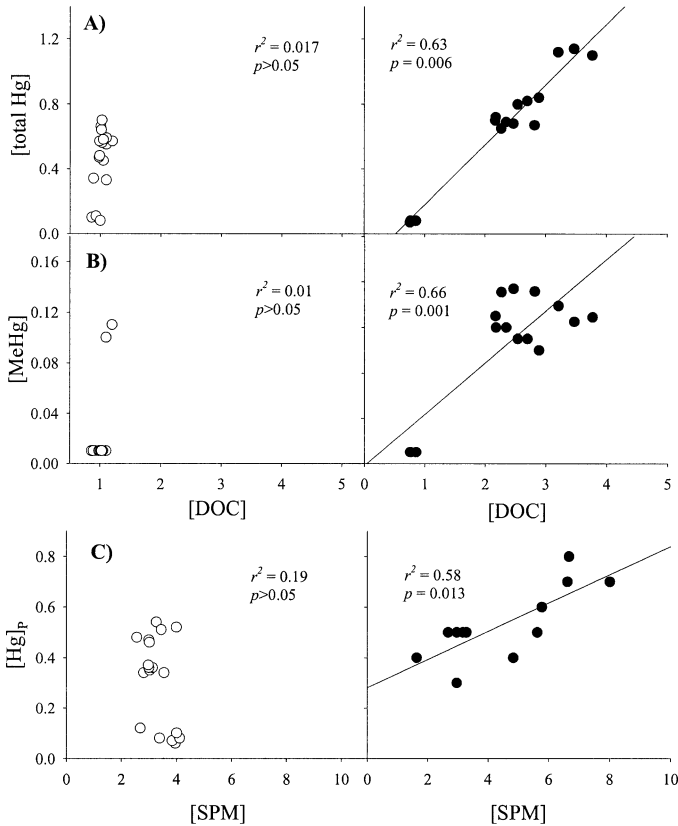 A)
r² = 0.017
p>0.05
r² = 0.63
p = 0.006
[total Hg]
1.2
0.8
0.4
0.0
B)
r² = 0.01
p>0.05
r² = 0.66
p = 0.001
[MeHg]
0.16
0.12
0.08
0.04
0.00
1 2 3 4 5
0 1 2 3 4 5
[DOC] [DOC]
C)
r² = 0.19
p>0.05
r² = 0.58
p = 0.013
[Hg]P
0.8
0.6
0.4
0.2
0.0
0 2 4 6 8 10
0 2 4 6 8 10
[SPM] [SPM]